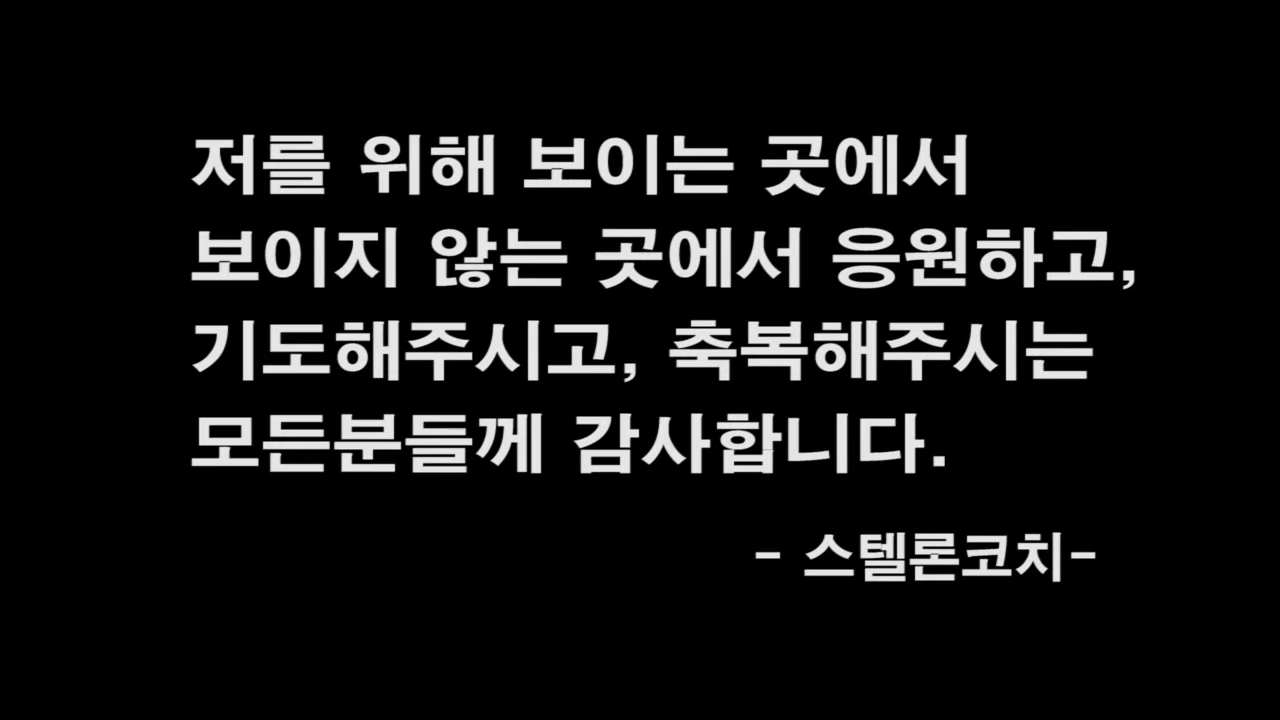 저를 위해 보이는 곳에서
보이지 않는 곳에서 응원하고,
기도해주시고, 축복해주시는
모든분들께 감사합니다.
- 스텔론코치-